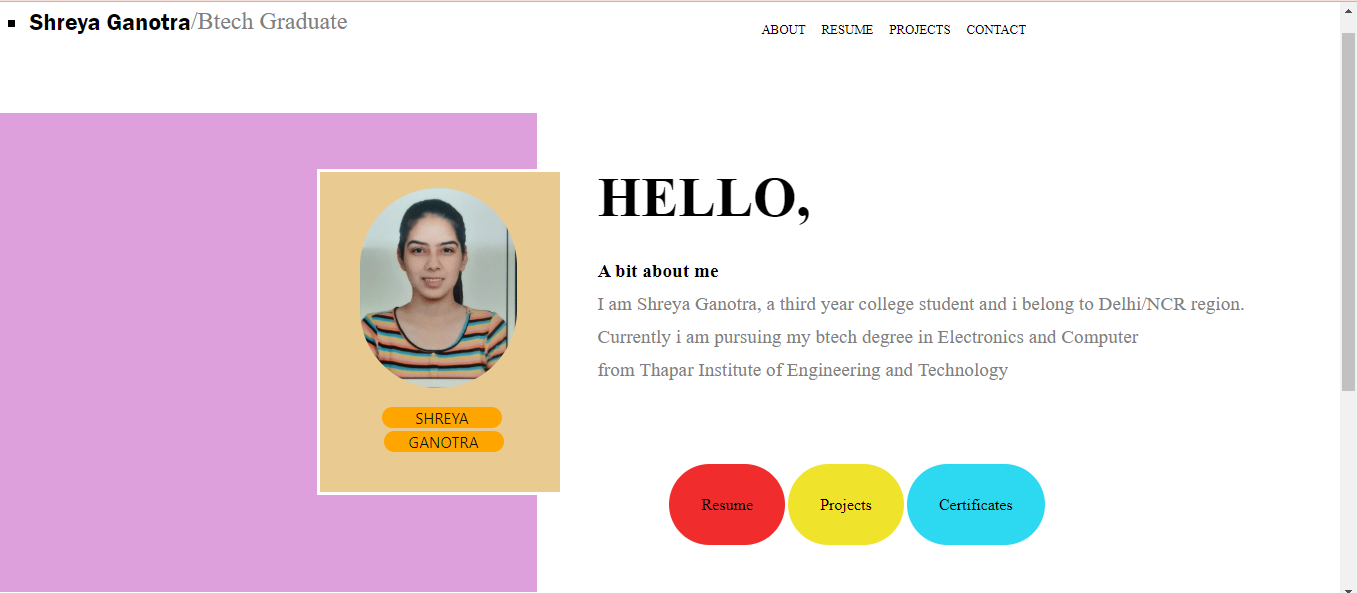 Shreya Ganotra/Btech Graduate
ABOUT RESUME PROJECTS CONTACT
HELLO,
A bit about me
I am Shreya Ganotra, a third year college student and i belong to Delhi/NCR region.
Currently i am pursuing my btech degree in Electronics and Computer
from Thapar Institute of Engineering and Technology
SHREYA
GANOTRA
Resume Projects Certificates